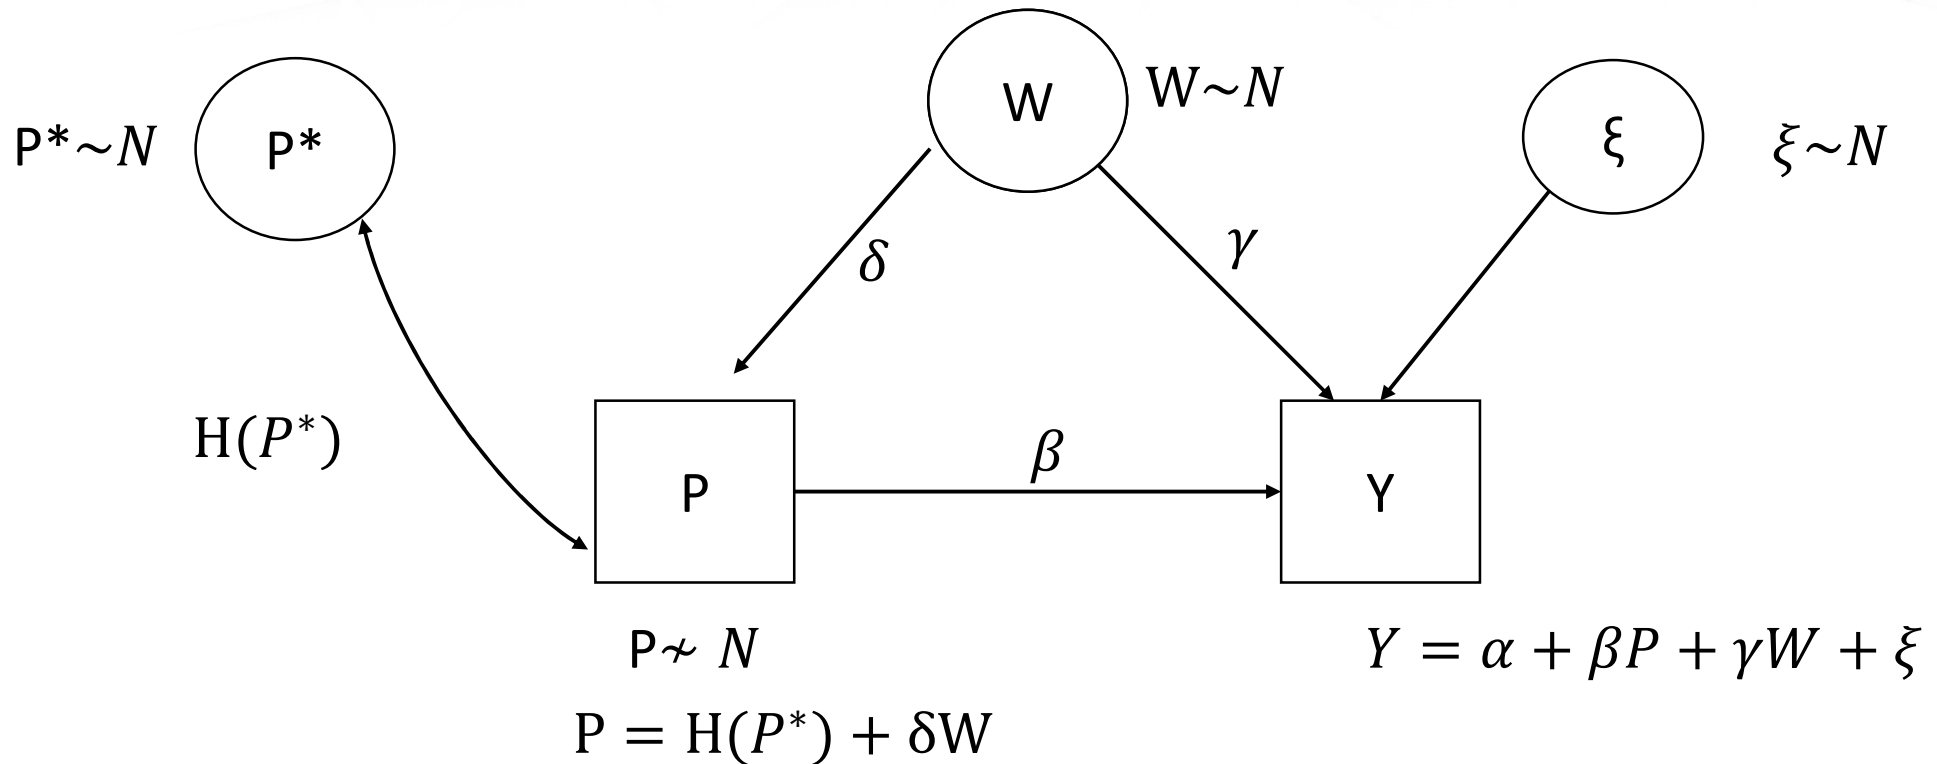 P*~N
P*
W
W~N
ξ
ξ~N
δ
γ
H(P*)
β
P
Y
P≁ N
Y = α + βP + γW + ξ
P = H(P*) + δW